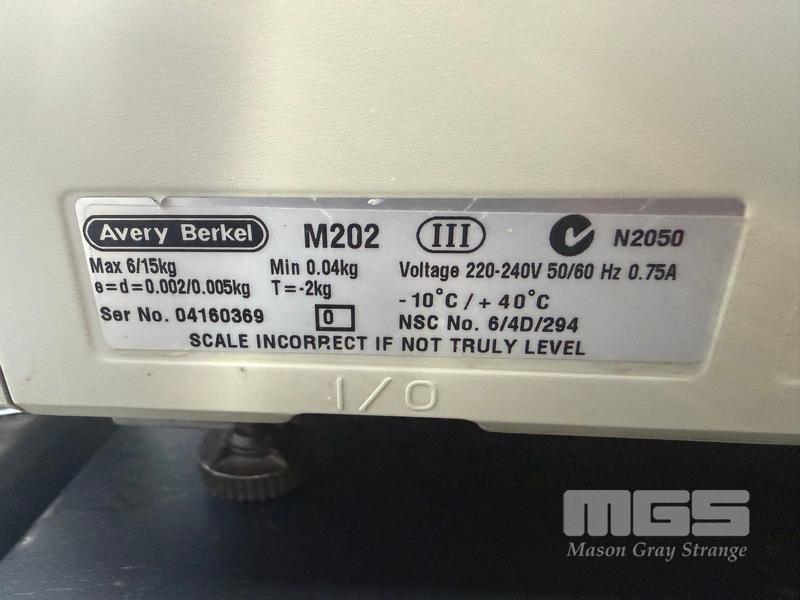 Avery Berkel M202 III N2050
Max 6/15kg Min 0.04kg Voltage 220-240V 50/60 Hz 0.75A
e=d=0.002/0.005kg T=-2kg -10°C/+40°C
Ser No. 04160369 0 NSC No. 6/4D/294
SCALE INCORRECT IF NOT TRULY LEVEL
I/O
MGS
Mason Gray Strange